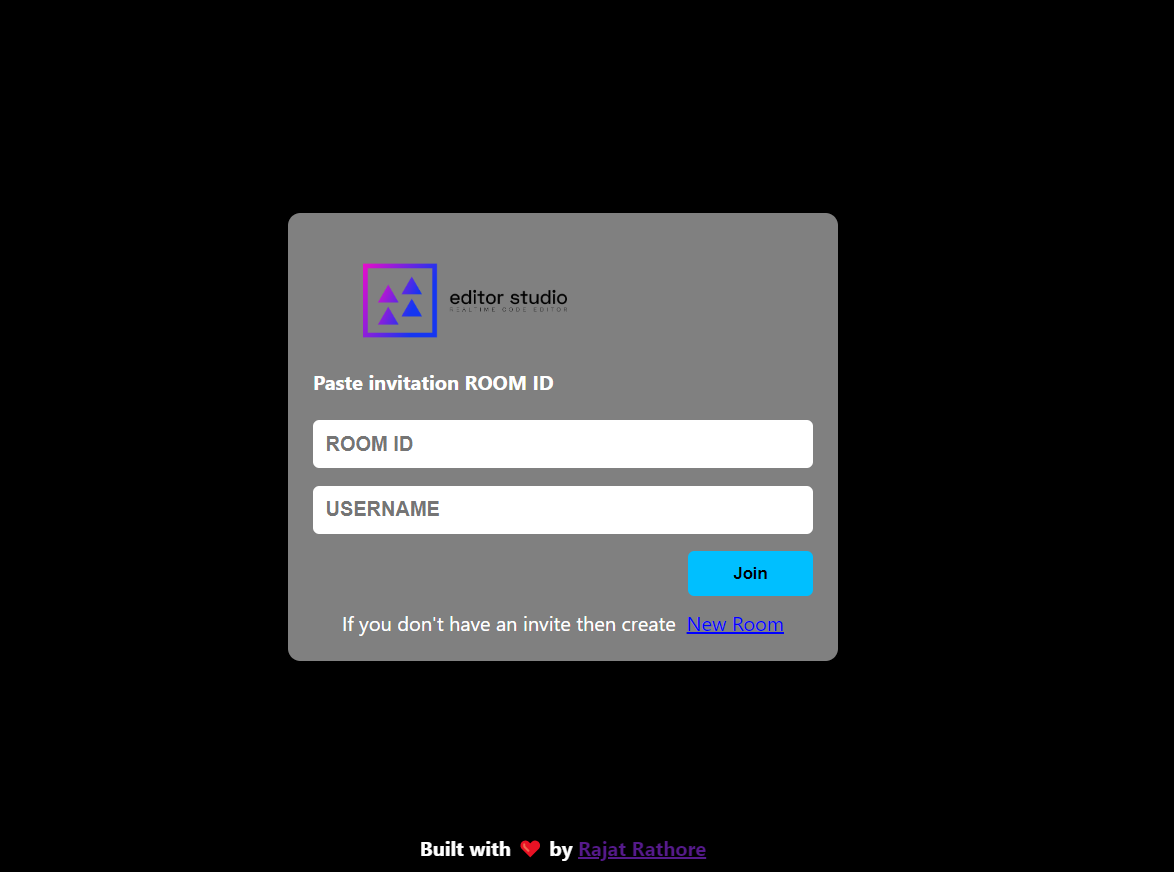 editor studio
REALTIME CODE EDITOR
Paste invitation ROOM ID
ROOM ID
USERNAME
Join
If you don't have an invite then create New Room
Built with ❤ by Rajat Rathore